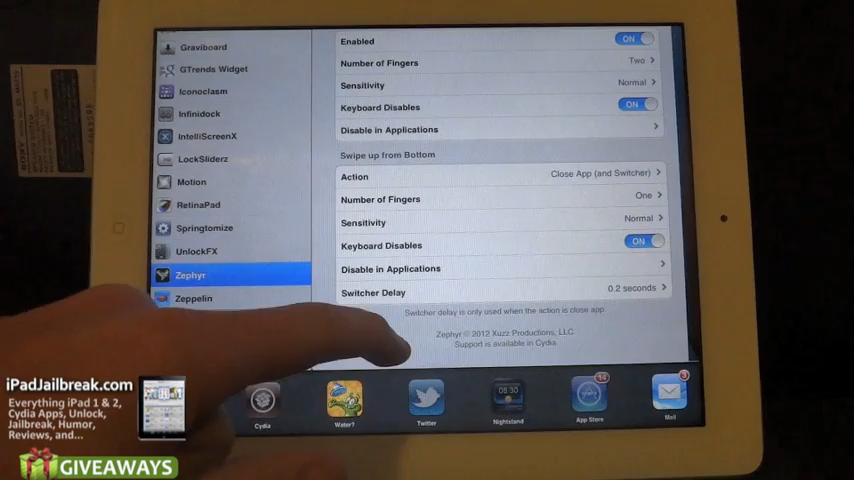 Graviboard
GTrends Widget
Iconoclasm
Infinidock
IntelliScreenX
LockSliderz
Motion
RetinaPad
Springtomize
UnlockFX
Zephyr
Zeppelin
Enabled ON
Number of Fingers Two
Sensitivity Normal
Keyboard Disables ON
Disable in Applications
Swipe up from Bottom
Action Close App (and Switcher)
Number of Fingers One
Sensitivity Normal
Keyboard Disables ON
Disable in Applications
Switcher Delay 0.2 seconds
Switcher delay is only used when the action is close app.
Zephyr © 2012 Xuzz Productions, LLC
Support is available in Cydia.
08:30
14
3
Cydia
Water?
Twitter
Nightstand
App Store
Mail
iPadJailbreak.com
Everything iPad 1 & 2,
Cydia Apps, Unlock,
Jailbreak, Humor,
Reviews, and...
GIVEAWAYS